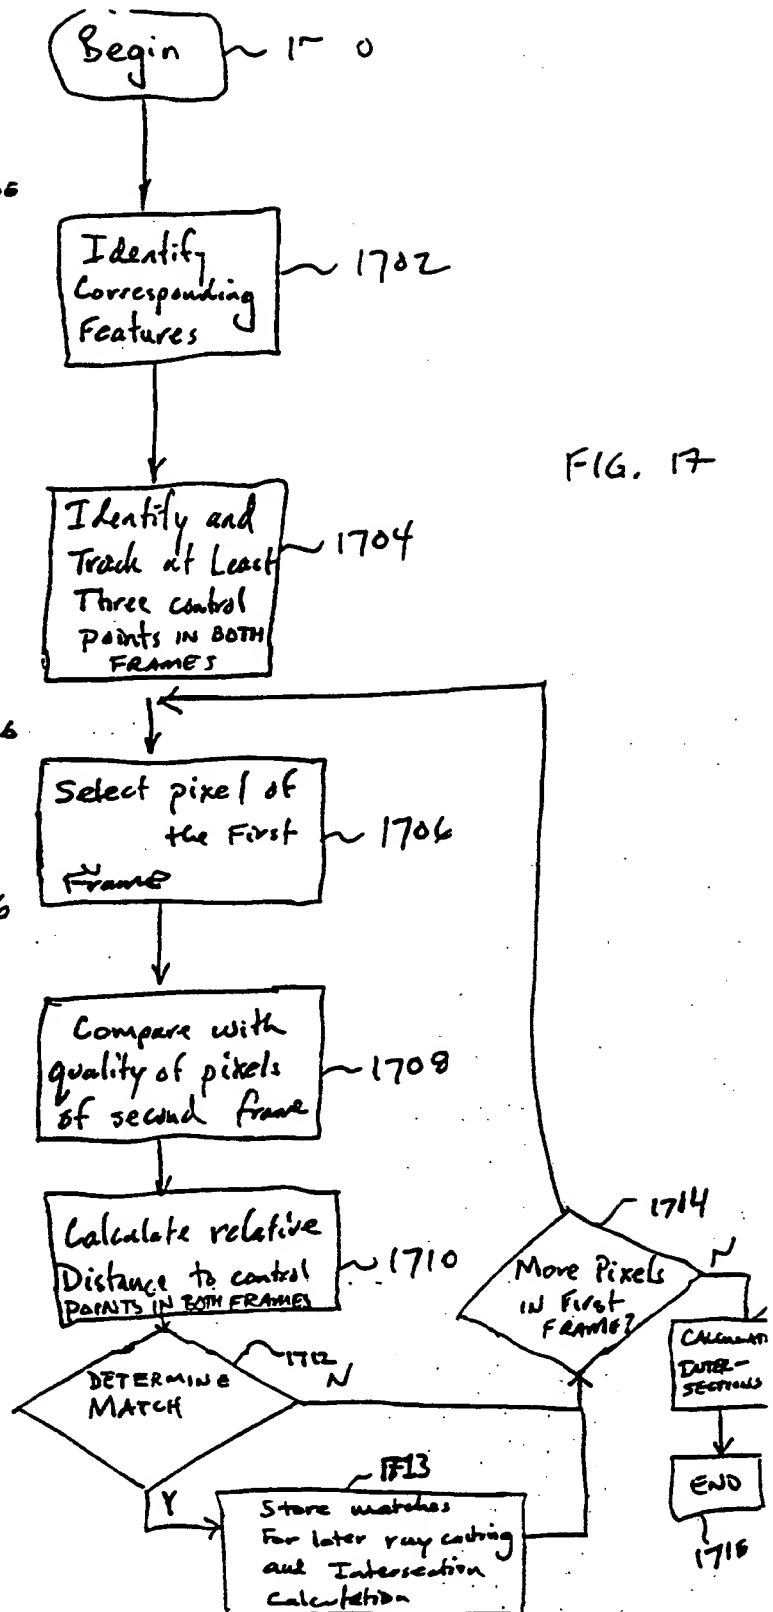 Begin
Identify
1702
Corresponding
Features
FIG. 17
Identify and
1704
Track at Least
Three control
points IN BOTH
FRAMES
Select pixel of
the First
1706
Frame
Compare with
quality of pixels
1708
of second frame
Calculate relative
1710
Distance to control
POINTS IN BOTH FRAMES
1714
More Pixels
N
IN First
FRAME?
1712
DETERMINE
N
MATCH
INTER-
SECTIONS
END
1713
Y
Store matches
For later ray casting
and Intersection
Calculation